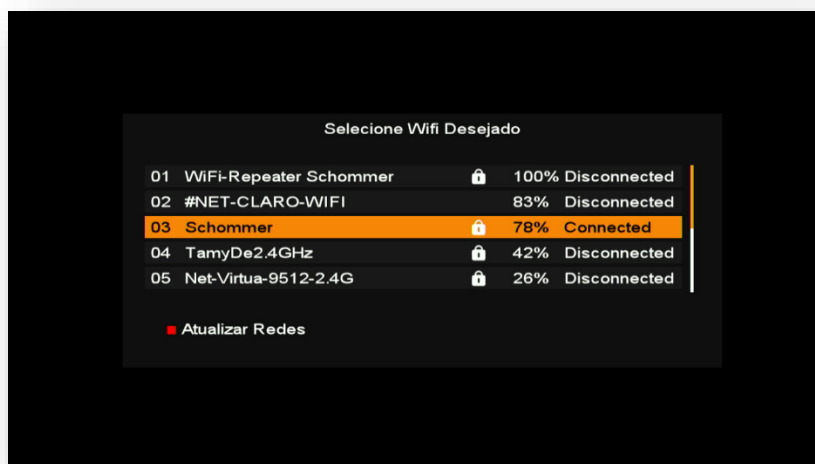 Selecione Wifi Desejado
01 WiFi-Repeater Schommer 100% Disconnected
02 #NET-CLARO-WIFI 83% Disconnected
03 Schommer 78% Connected
04 TamyDe2.4GHz 42% Disconnected
05 Net-Virtua-9512-2.4G 26% Disconnected
Atualizar Redes